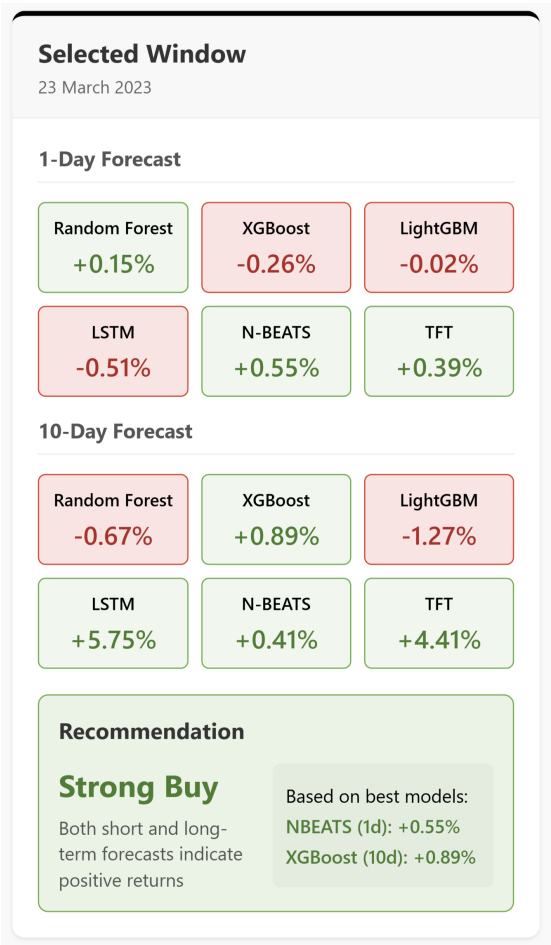 Selected Window
23 March 2023
1-Day Forecast
Random Forest
+0.15%
XGBoost
-0.26%
LightGBM
-0.02%
LSTM
-0.51%
N-BEATS
+0.55%
TFT
+0.39%
10-Day Forecast
Random Forest
-0.67%
XGBoost
+0.89%
LightGBM
-1.27%
LSTM
+5.75%
N-BEATS
+0.41%
TFT
+4.41%
Recommendation
Strong Buy
Both short and long-
term forecasts indicate
positive returns
Based on best models:
NBEATS (1d): +0.55%
XGBoost (10d): +0.89%